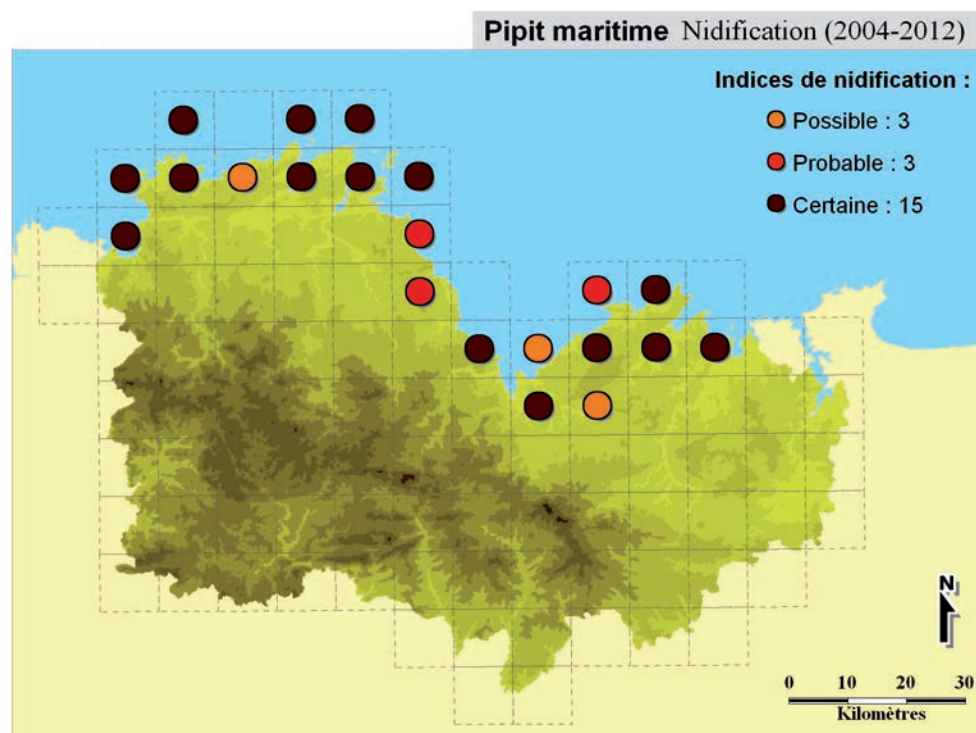 Pipit maritime Nidification (2004-2012)
Indices de nidification :
Possible : 3
Probable : 3
Certaine : 15
N
0 10 20 30
Kilomètres